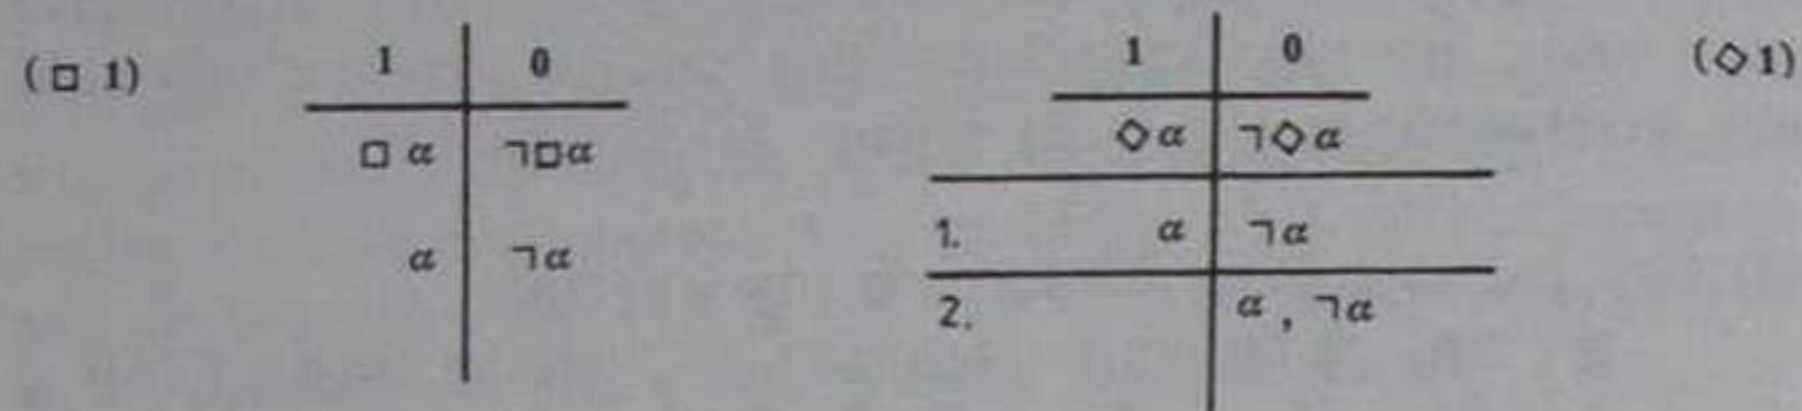 (□ 1)
1 | 0
□ α | ¬□α
α | ¬α
1 | 0
◇α | ¬◇α
1. α | ¬α
2. | α , ¬α
(◇1)